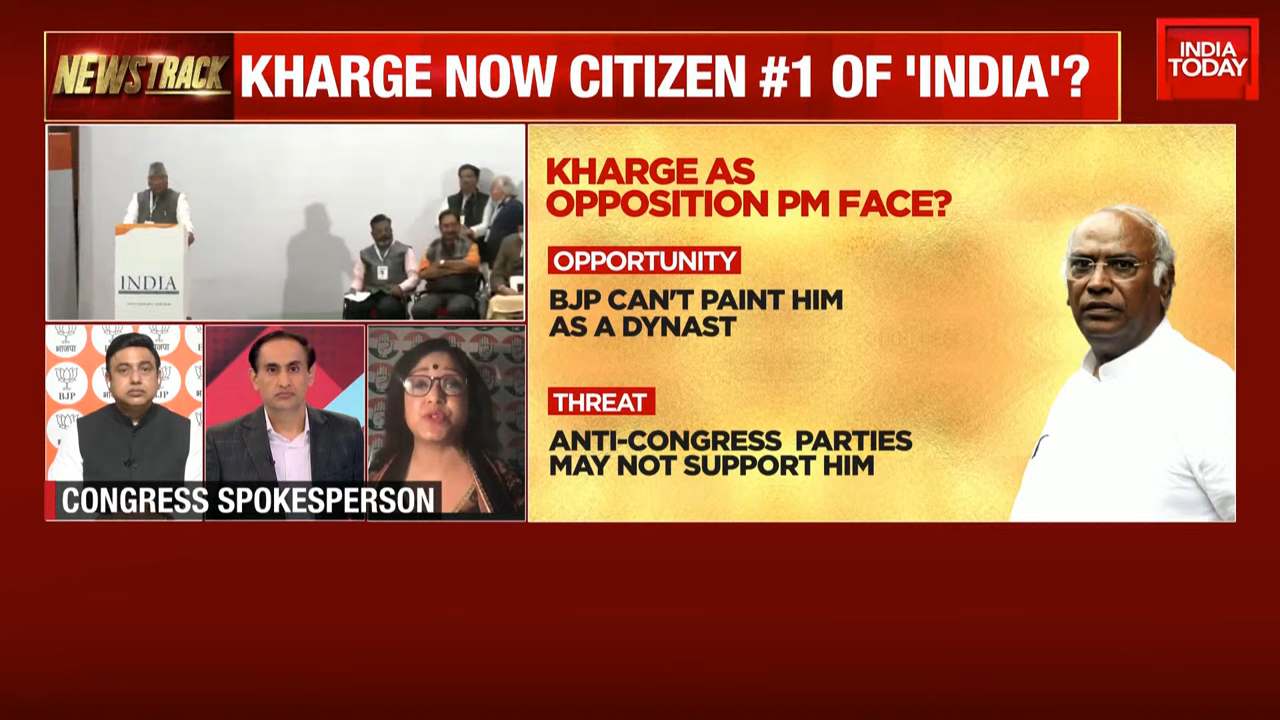 NEWSTRACK
KHARGE NOW CITIZEN #1 OF 'INDIA'?
INDIA
TODAY
INDIA
KHARGE AS
OPPOSITION PM FACE?
OPPORTUNITY
BJP CAN'T PAINT HIM
AS A DYNAST
THREAT
ANTI-CONGRESS PARTIES
MAY NOT SUPPORT HIM
भाजपा
BJP
CONGRESS SPOKESPERSON